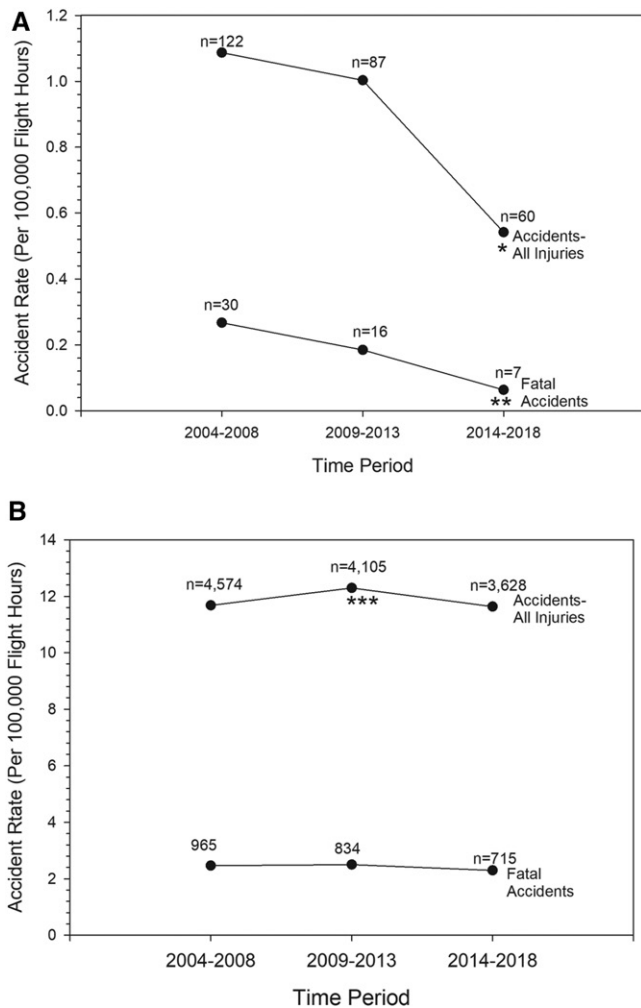 A
1.2
1.0
0.8
0.6
0.4
0.2
0.0
Accident Rate (Per 100,000 Flight Hours)
n=122
n=87
n=60
Accidents-
All Injuries
*
n=30
n=16
n=7
Fatal
Accidents
**
2004-2008 2009-2013 2014-2018
Time Period
B
14
12
10
8
6
4
2
0
Accident Rtate (Per 100,000 Flight Hours)
n=4,574
n=4,105
n=3,628
***
Accidents-
All Injuries
965
834
n=715
Fatal
Accidents
2004-2008 2009-2013 2014-2018
Time Period